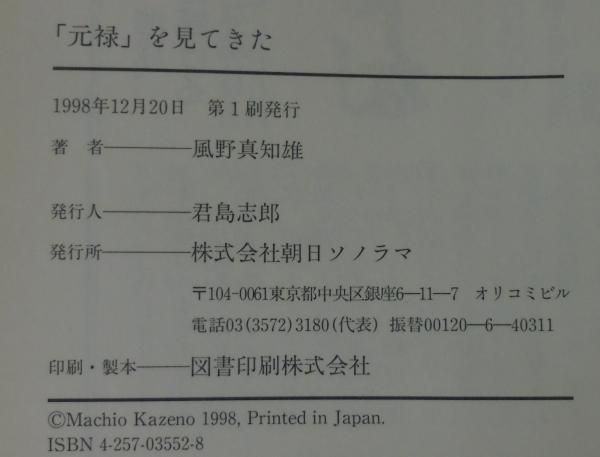 「元禄」を見てきた
1998年12月20日　第1刷発行
著　者————風野真知雄
発行人————君島志郎
発行所————株式会社朝日ソノラマ
〒104-0061東京都中央区銀座6—11—7　オリコミビル
電話03(3572)3180(代表)　振替00120—6—40311
印刷・製本———図書印刷株式会社
©Machio Kazeno 1998, Printed in Japan.
ISBN 4-257-03552-8